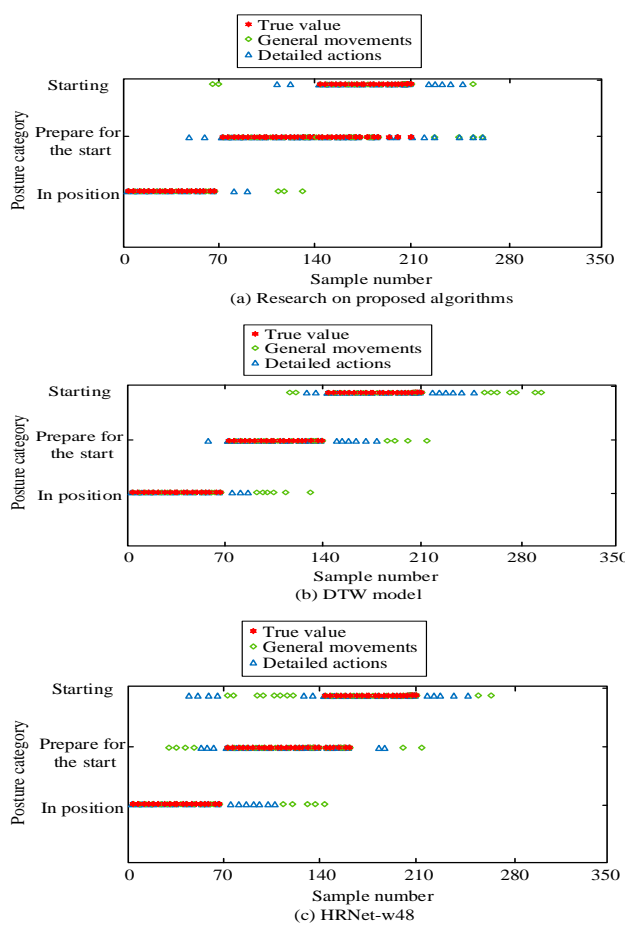 True value
General movements
Detailed actions
Starting
Prepare for
the start
In position
Posture category
0 70 140 210 280 350
Sample number
(a) Research on proposed algorithms
True value
General movements
Detailed actions
Starting
Prepare for
the start
In position
Posture category
0 70 140 210 280 350
Sample number
(b) DTW model
True value
General movements
Detailed actions
Starting
Prepare for
the start
In position
Posture category
0 70 140 210 280 350
Sample number
(c) HRNet-w48